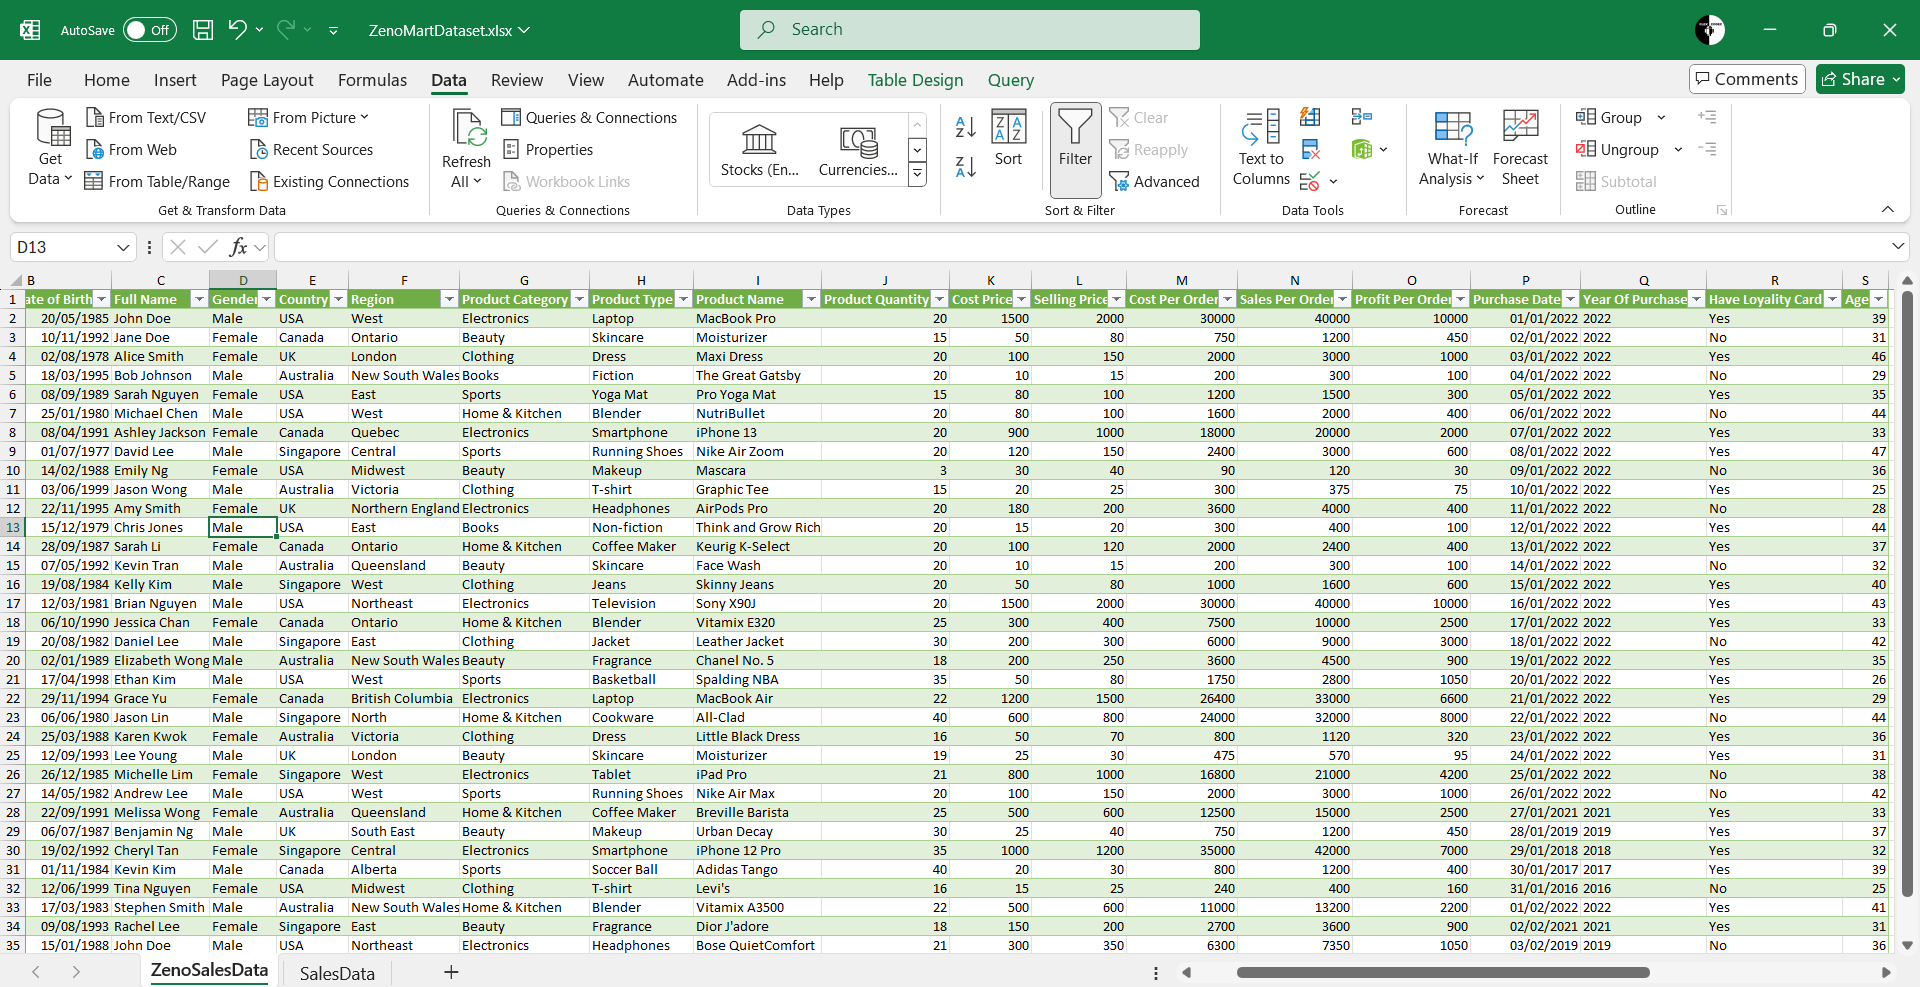 AutoSave Off ZenoMartDataset.xlsx Search
File Home Insert Page Layout Formulas Data Review View Automate Add-ins Help Table Design Query Comments Share
Get Data
From Text/CSV
From Web
From Table/Range
From Picture
Recent Sources
Existing Connections
Get & Transform Data
Refresh All
Queries & Connections
Properties
Workbook Links
Queries & Connections
Stocks (En...
Currencies...
Data Types
Sort
Filter
Clear
Reapply
Advanced
Sort & Filter
Text to Columns
Data Tools
What-If Analysis
Forecast Sheet
Forecast
Group
Ungroup
Subtotal
Outline
D13 fx
B C D E F G H I J K L M N O P Q R S
1 ate of Birth Full Name Gender Country Region Product Category Product Type Product Name Product Quantity Cost Price Selling Price Cost Per Order Sales Per Order Profit Per Order Purchase Date Year Of Purchase Have Loyality Card Age
2 20/05/1985 John Doe Male USA West Electronics Laptop MacBook Pro 20 1500 2000 30000 40000 10000 01/01/2022 2022 Yes 39
3 10/11/1992 Jane Doe Female Canada Ontario Beauty Skincare Moisturizer 15 50 80 750 1200 450 02/01/2022 2022 No 31
4 02/08/1978 Alice Smith Female UK London Clothing Dress Maxi Dress 20 100 150 2000 3000 1000 03/01/2022 2022 Yes 46
5 18/03/1995 Bob Johnson Male Australia New South Wales Books Fiction The Great Gatsby 20 10 15 200 300 100 04/01/2022 2022 No 29
6 08/09/1989 Sarah Nguyen Female USA East Sports Yoga Mat Pro Yoga Mat 15 80 100 1200 1500 300 05/01/2022 2022 Yes 35
7 25/01/1980 Michael Chen Male USA West Home & Kitchen Blender NutriBullet 20 80 100 1600 2000 400 06/01/2022 2022 No 44
8 08/04/1991 Ashley Jackson Female Canada Quebec Electronics Smartphone iPhone 13 20 900 1000 18000 20000 2000 07/01/2022 2022 Yes 33
9 01/07/1977 David Lee Male Singapore Central Sports Running Shoes Nike Air Zoom 20 120 150 2400 3000 600 08/01/2022 2022 Yes 47
10 14/02/1988 Emily Ng Female USA Midwest Beauty Makeup Mascara 3 30 40 90 120 30 09/01/2022 2022 No 36
11 03/06/1999 Jason Wong Male Australia Victoria Clothing T-shirt Graphic Tee 15 20 25 300 375 75 10/01/2022 2022 Yes 25
12 22/11/1995 Amy Smith Female UK Northern England Electronics Headphones AirPods Pro 20 180 200 3600 4000 400 11/01/2022 2022 No 28
13 15/12/1979 Chris Jones Male USA East Books Non-fiction Think and Grow Rich 20 15 20 300 400 100 12/01/2022 2022 Yes 44
14 28/09/1987 Sarah Li Female Canada Ontario Home & Kitchen Coffee Maker Keurig K-Select 20 100 120 2000 2400 400 13/01/2022 2022 Yes 37
15 07/05/1992 Kevin Tran Male Australia Queensland Beauty Skincare Face Wash 20 10 15 200 300 100 14/01/2022 2022 No 32
16 19/08/1984 Kelly Kim Male Singapore West Clothing Jeans Skinny Jeans 20 50 80 1000 1600 600 15/01/2022 2022 Yes 40
17 12/03/1981 Brian Nguyen Male USA Northeast Electronics Television Sony X90J 20 1500 2000 30000 40000 10000 16/01/2022 2022 Yes 43
18 06/10/1990 Jessica Chan Female Canada Ontario Home & Kitchen Blender Vitamix E320 25 300 400 7500 10000 2500 17/01/2022 2022 Yes 33
19 20/08/1982 Daniel Lee Male Singapore East Clothing Jacket Leather Jacket 30 200 300 6000 9000 3000 18/01/2022 2022 No 42
20 02/01/1989 Elizabeth Wong Male Australia New South Wales Beauty Fragrance Chanel No. 5 18 200 250 3600 4500 900 19/01/2022 2022 Yes 35
21 17/04/1998 Ethan Kim Male USA West Sports Basketball Spalding NBA 35 50 80 1750 2800 1050 20/01/2022 2022 Yes 26
22 29/11/1994 Grace Yu Female Canada British Columbia Electronics Laptop MacBook Air 22 1200 1500 26400 33000 6600 21/01/2022 2022 Yes 29
23 06/06/1980 Jason Lin Male Singapore North Home & Kitchen Cookware All-Clad 40 600 800 24000 32000 8000 22/01/2022 2022 No 44
24 25/03/1988 Karen Kwok Female Australia Victoria Clothing Dress Little Black Dress 16 50 70 800 1120 320 23/01/2022 2022 Yes 36
25 12/09/1993 Lee Young Male UK London Beauty Skincare Moisturizer 19 25 30 475 570 95 24/01/2022 2022 Yes 31
26 26/12/1985 Michelle Lim Female Singapore West Electronics Tablet iPad Pro 21 800 1000 16800 21000 4200 25/01/2022 2022 No 38
27 14/05/1982 Andrew Lee Male USA West Sports Running Shoes Nike Air Max 20 100 150 2000 3000 1000 26/01/2022 2022 No 42
28 22/09/1991 Melissa Wong Female Australia Queensland Home & Kitchen Coffee Maker Breville Barista 25 500 600 12500 15000 2500 27/01/2021 2021 Yes 33
29 06/07/1987 Benjamin Ng Male UK South East Beauty Makeup Urban Decay 30 25 40 750 1200 450 28/01/2019 2019 Yes 37
30 19/02/1992 Cheryl Tan Female Singapore Central Electronics Smartphone iPhone 12 Pro 35 1000 1200 35000 42000 7000 29/01/2018 2018 Yes 32
31 01/11/1984 Kevin Kim Male Canada Alberta Sports Soccer Ball Adidas Tango 40 20 30 800 1200 400 30/01/2017 2017 Yes 39
32 12/06/1999 Tina Nguyen Female USA Midwest Clothing T-shirt Levi's 16 15 25 240 400 160 31/01/2016 2016 No 25
33 17/03/1983 Stephen Smith Male Australia New South Wales Home & Kitchen Blender Vitamix A3500 22 500 600 11000 13200 2200 01/02/2022 2022 Yes 41
34 09/08/1993 Rachel Lee Female Singapore East Beauty Fragrance Dior J'adore 18 150 200 2700 3600 900 02/02/2021 2021 Yes 31
35 15/01/1988 John Doe Male USA Northeast Electronics Headphones Bose QuietComfort 21 300 350 6300 7350 1050 03/02/2019 2019 No 36
ZenoSalesData SalesData